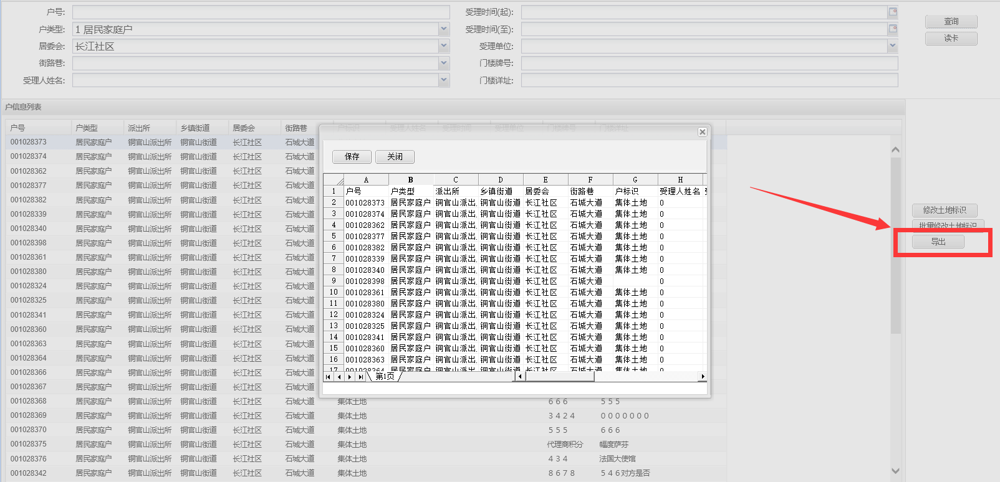 户号: 受理时间(起):
户类型: 1 居民家庭户 受理时间(至): 查询
居委会: 长江社区 受理单位: 读卡
街路巷: 门楼牌号:
受理人姓名: 门楼详址:
户信息列表
户号 户类型 派出所 乡镇街道 居委会 街路巷 户标识 受理人姓名 受理时间 受理单位 门楼牌号 门楼详址
001028373 居民家庭户 铜官山派出所 铜官山街道 长江社区 石城大道
001028374 居民家庭户 铜官山派出所 铜官山街道 长江社区 石城大道
001028362 居民家庭户 铜官山派出所 铜官山街道 长江社区 石城大道
001028377 居民家庭户 铜官山派出所 铜官山街道 长江社区 石城大道
001028382 居民家庭户 铜官山派出所 铜官山街道 长江社区 石城大道
001028339 居民家庭户 铜官山派出所 铜官山街道 长江社区 石城大道
001028340 居民家庭户 铜官山派出所 铜官山街道 长江社区 石城大道
001028398 居民家庭户 铜官山派出所 铜官山街道 长江社区 石城大道
001028361 居民家庭户 铜官山派出所 铜官山街道 长江社区 石城大道
001028380 居民家庭户 铜官山派出所 铜官山街道 长江社区 石城大道
001028324 居民家庭户 铜官山派出所 铜官山街道 长江社区 石城大道
001028325 居民家庭户 铜官山派出所 铜官山街道 长江社区 石城大道
001028341 居民家庭户 铜官山派出所 铜官山街道 长江社区 石城大道
001028360 居民家庭户 铜官山派出所 铜官山街道 长江社区 石城大道
001028363 居民家庭户 铜官山派出所 铜官山街道 长江社区 石城大道
001028364 居民家庭户 铜官山派出所 铜官山街道 长江社区 石城大道
001028366 居民家庭户 铜官山派出所 铜官山街道 长江社区 石城大道
001028367 居民家庭户 铜官山派出所 铜官山街道 长江社区 石城大道
001028368 居民家庭户 铜官山派出所 铜官山街道 长江社区 石城大道 集体土地 666 555
001028369 居民家庭户 铜官山派出所 铜官山街道 长江社区 石城大道 集体土地 3424 0000000
001028370 居民家庭户 铜官山派出所 铜官山街道 长江社区 石城大道 集体土地 555 666
001028375 居民家庭户 铜官山派出所 铜官山街道 长江社区 石城大道 集体土地 代理商积分 幅度萨芬
001028376 居民家庭户 铜官山派出所 铜官山街道 长江社区 石城大道 集体土地 434 法国大使馆
001028342 居民家庭户 铜官山派出所 铜官山街道 长江社区 石城大道 集体土地 8678 546对方是否
保存 关闭
A B C D E F G H
1 户号 户类型 派出所 乡镇街道 居委会 街路巷 户标识 受理人姓名
2 001028373 居民家庭户 铜官山派出 铜官山街道 长江社区 石城大道 集体土地 0
3 001028374 居民家庭户 铜官山派出 铜官山街道 长江社区 石城大道 集体土地 0
4 001028362 居民家庭户 铜官山派出 铜官山街道 长江社区 石城大道 集体土地 0
5 001028377 居民家庭户 铜官山派出 铜官山街道 长江社区 石城大道 集体土地 0
6 001028382 居民家庭户 铜官山派出 铜官山街道 长江社区 石城大道 集体土地 0
7 001028339 居民家庭户 铜官山派出 铜官山街道 长江社区 石城大道 集体土地 0
8 001028340 居民家庭户 铜官山派出 铜官山街道 长江社区 石城大道 集体土地 0
9 001028398 居民家庭户 铜官山派出 铜官山街道 长江社区 石城大道 0
10 001028361 居民家庭户 铜官山派出 铜官山街道 长江社区 石城大道 集体土地 0
11 001028380 居民家庭户 铜官山派出 铜官山街道 长江社区 石城大道 集体土地 0
12 001028324 居民家庭户 铜官山派出 铜官山街道 长江社区 石城大道 集体土地 0
13 001028325 居民家庭户 铜官山派出 铜官山街道 长江社区 石城大道 集体土地 0
14 001028341 居民家庭户 铜官山派出 铜官山街道 长江社区 石城大道 集体土地 0
15 001028360 居民家庭户 铜官山派出 铜官山街道 长江社区 石城大道 集体土地 0
16 001028363 居民家庭户 铜官山派出 铜官山街道 长江社区 石城大道 集体土地 0
17 001028364 居民家庭户 铜官山派出 铜官山街道 长江社区 石城大道 集体土地 0
第1页
修改土地标识
批量修改土地标识
导出